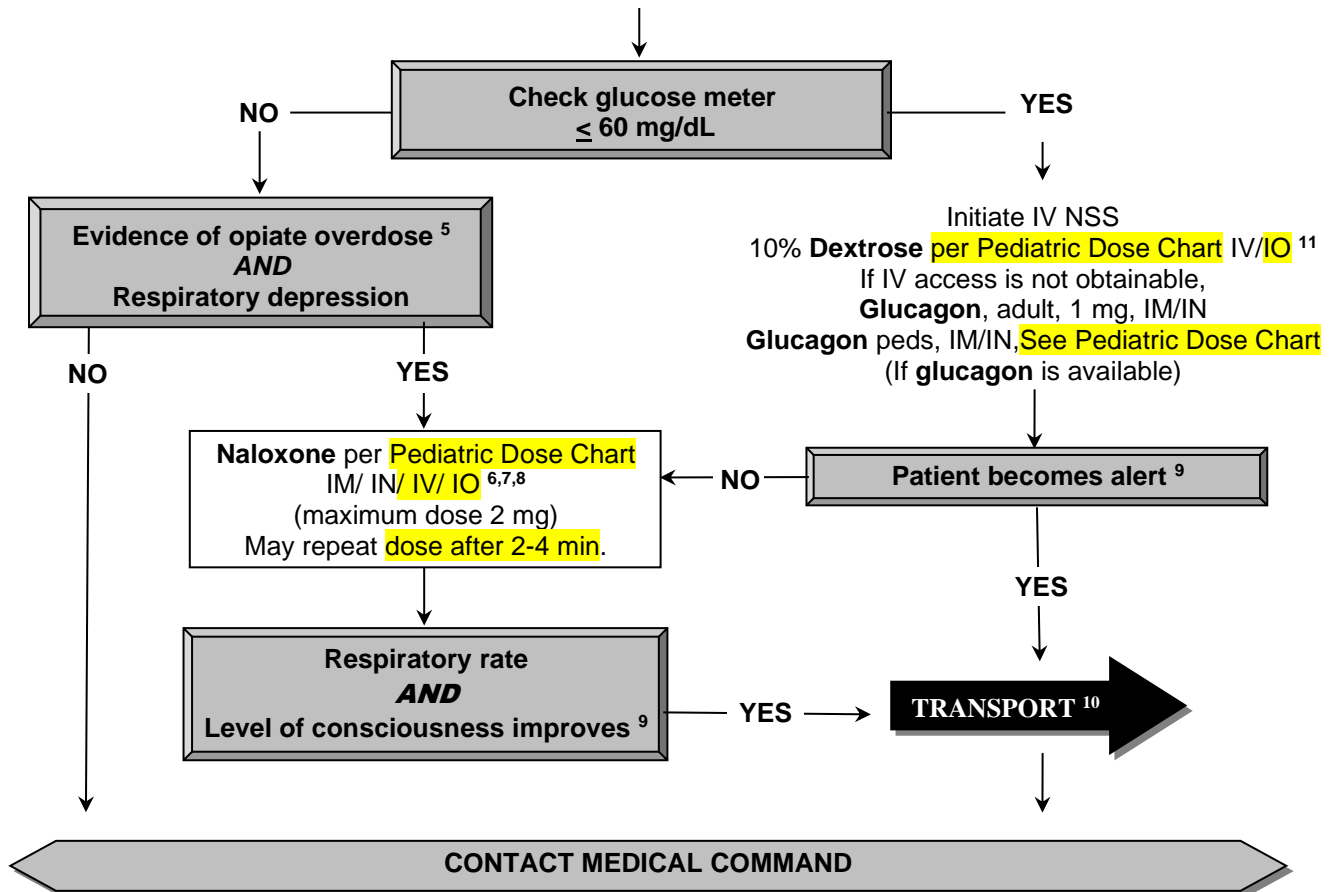 Check glucose meter
≤ 60 mg/dL
NO
YES
Evidence of opiate overdose 5
AND
Respiratory depression
Initiate IV NSS
10% Dextrose per Pediatric Dose Chart IV/IO 11
If IV access is not obtainable,
Glucagon, adult, 1 mg, IM/IN
Glucagon peds, IM/IN,See Pediatric Dose Chart
(If glucagon is available)
NO
YES
Naloxone per Pediatric Dose Chart
IM/ IN/ IV/ IO 6,7,8
(maximum dose 2 mg)
May repeat dose after 2-4 min.
NO
Patient becomes alert 9
YES
Respiratory rate
AND
Level of consciousness improves 9
YES
TRANSPORT 10
CONTACT MEDICAL COMMAND